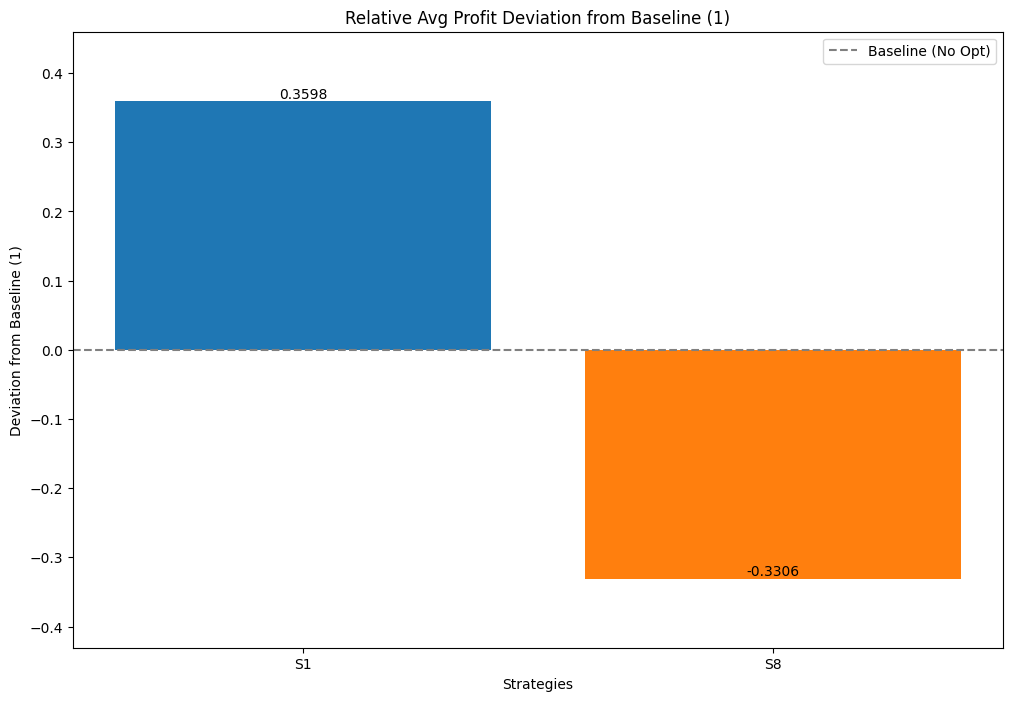 Relative Avg Profit Deviation from Baseline (1)
Baseline (No Opt)
Deviation from Baseline (1)
0.4
0.3
0.2
0.1
0.0
−0.1
−0.2
−0.3
−0.4
0.3598
-0.3306
S1
S8
Strategies